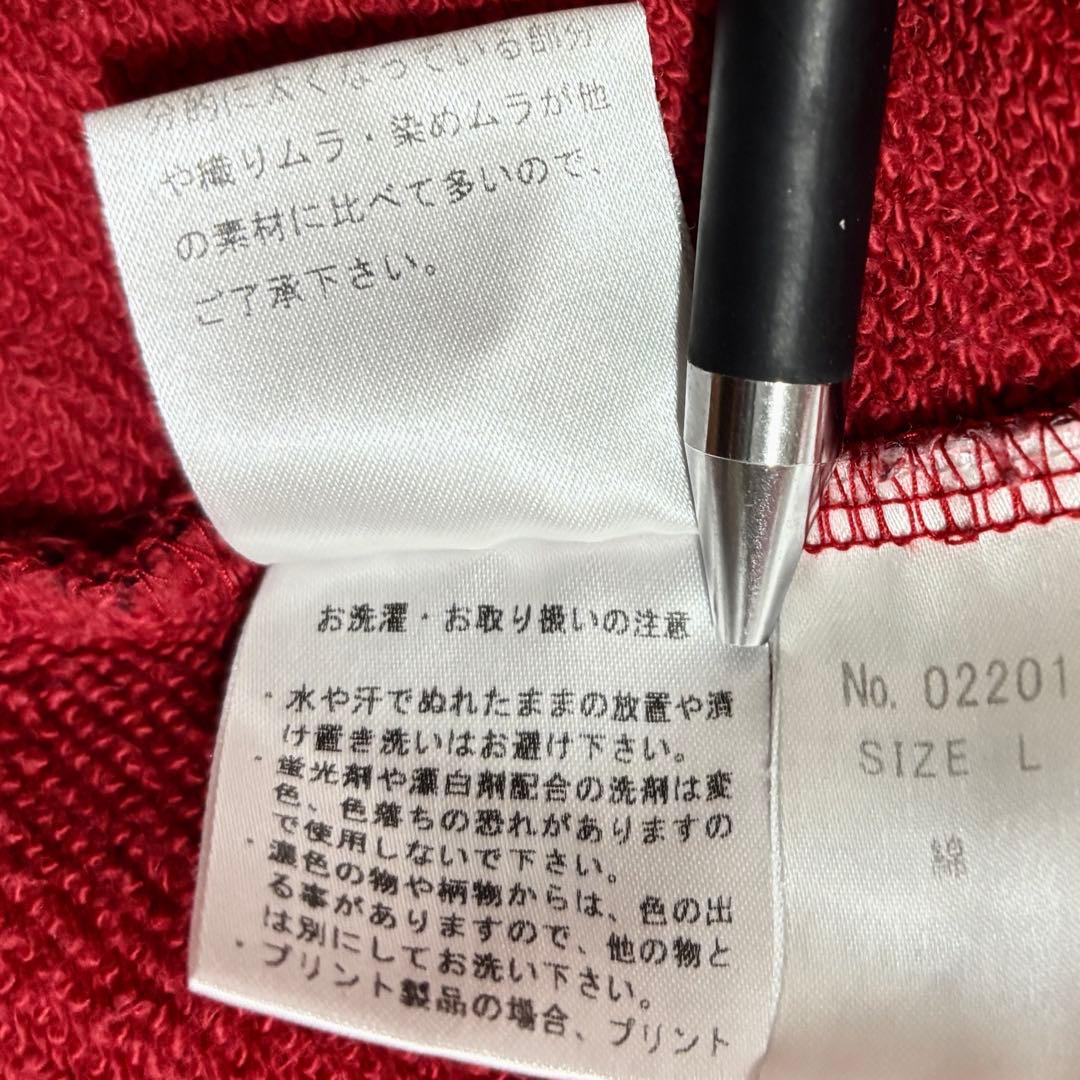 分的に太くなっている部分
や織りムラ・染めムラが他
の素材に比べて多いので、
ご了承下さい。
お洗濯・お取り扱いの注意
・水や汗でぬれたままの放置や漬
け置き洗いはお避け下さい。
・蛍光剤や漂白剤配合の洗剤は変
色、色落ちの恐れがありますの
で使用しないで下さい。
・濃色の物や柄物からは、色の出
る事がありますので、他の物と
は別にしてお洗い下さい。
・プリント製品の場合、プリント
No. 02201
SIZE L
綿